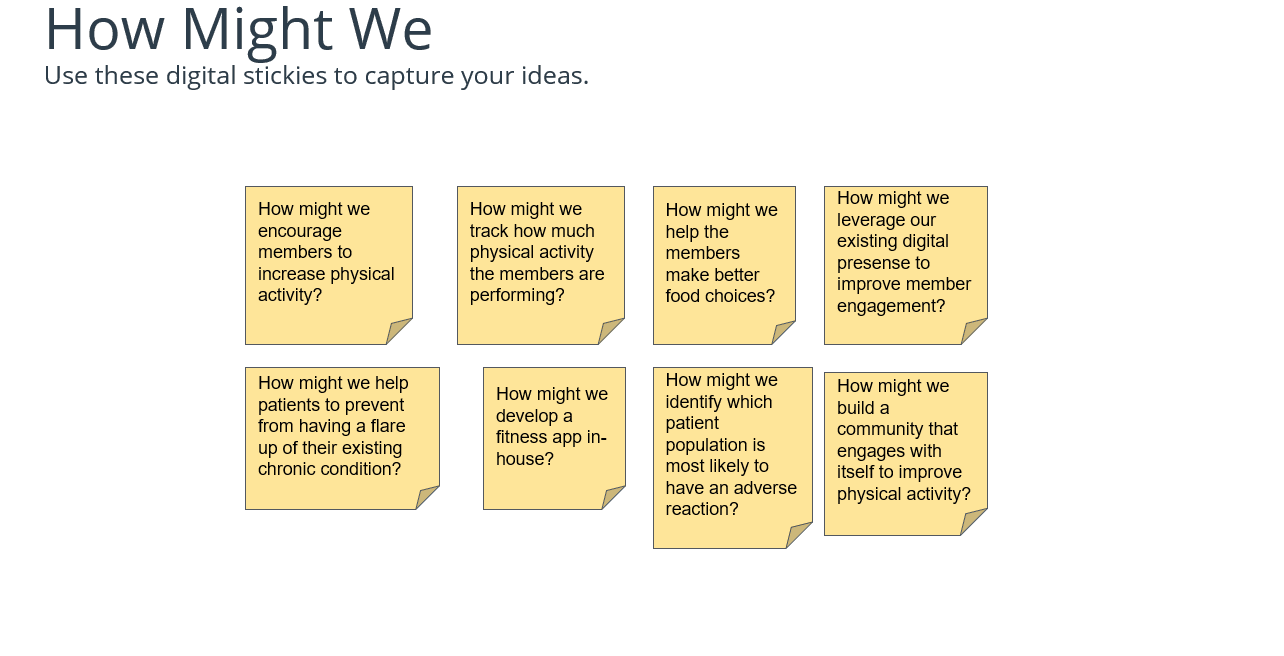 How Might We
Use these digital stickies to capture your ideas.
How might we
encourage
members to
increase physical
activity?
How might we
track how much
physical activity
the members are
performing?
How might we
help the
members
make better
food choices?
How might we
leverage our
existing digital
presense to
improve member
engagement?
How might we help
patients to prevent
from having a flare
up of their existing
chronic condition?
How might we
develop a
fitness app in-
house?
How might we
identify which
patient
population is
most likely to
have an adverse
reaction?
How might we
build a
community that
engages with
itself to improve
physical activity?